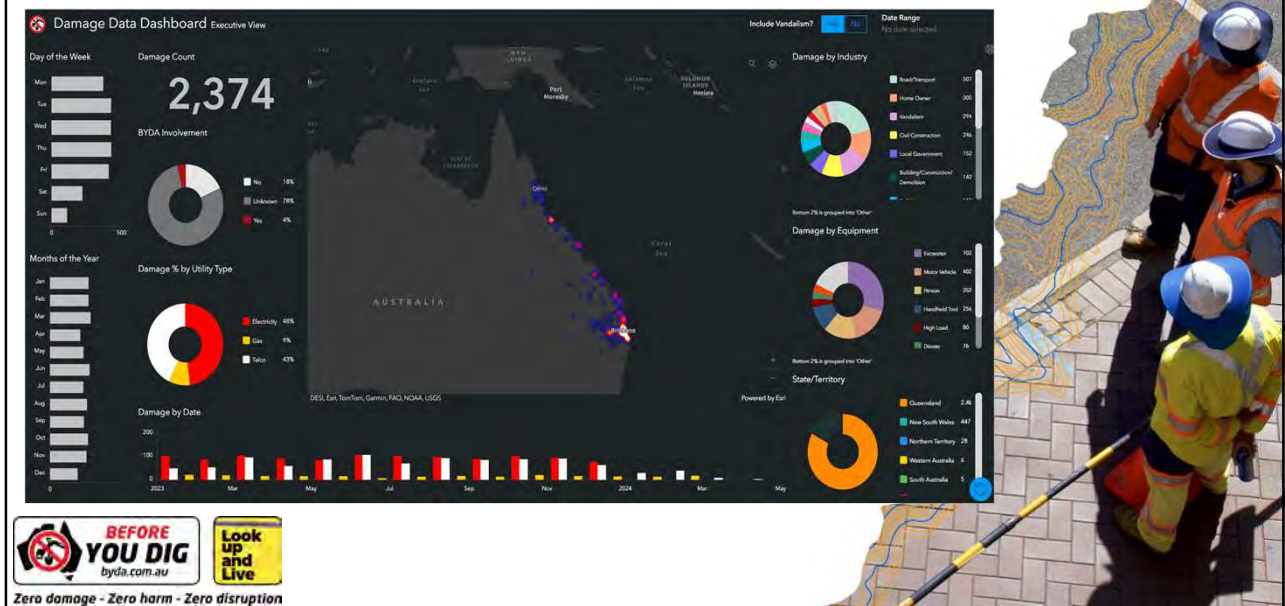 Damage Data Dashboard Executive View
Include Vandalism?
Yes
No
Date Range
No date selected
Day of the Week
Mon
Tue
Wed
Thu
Fri
Sat
Sun
0
500
Damage Count
2,374
BYDA Involvement
No 18%
Unknown 78%
Yes 4%
Months of the Year
Jan
Feb
Mar
Apr
May
Jun
Jul
Aug
Sep
Oct
Nov
Dec
0
Damage % by Utility Type
Electricity 48%
Gas 9%
Telco 43%
NEW
GUINEA
Port
Moresby
SOLOMON
ISLANDS
Honiara
Cairns
Coral
Sea
AUSTRALIA
Brisbane
DESI, Esri, TomTom, Garmin, FAO, NOAA, USGS
Powered by Esri
Damage by Date
200
100
0
2023
Mar
May
Jul
Sep
Nov
2024
Mar
May
Damage by Industry
Road/Transport 507
Home Owner 300
Vandalism 294
Civil Construction 246
Local Government 152
Building/Construction/
Demolition 142
Bottom 2% is grouped into 'Other'
Damage by Equipment
Excavator 702
Motor Vehicle 402
Person 352
Handheld Tool 256
High Load 80
Digger 76
Bottom 2% is grouped into 'Other'
State/Territory
Queensland 2.4k
New South Wales 447
Northern Territory 28
Western Australia 6
South Australia 5
BEFORE
YOU DIG
byda.com.au
Look
up
and
Live
Zero damage - Zero harm - Zero disruption